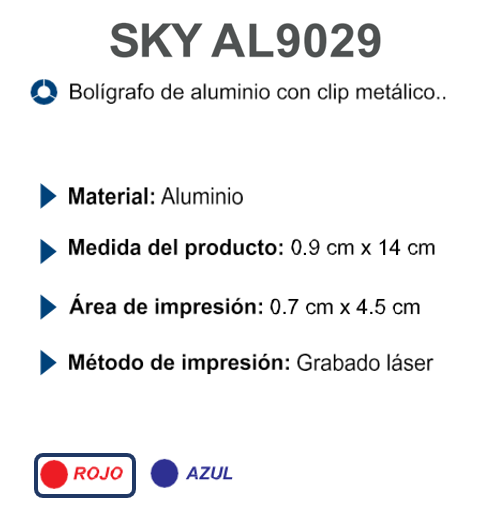 SKY AL9029
Bolígrafo de aluminio con clip metálico..
Material: Aluminio
Medida del producto: 0.9 cm x 14 cm
Área de impresión: 0.7 cm x 4.5 cm
Método de impresión: Grabado láser
ROJO AZUL